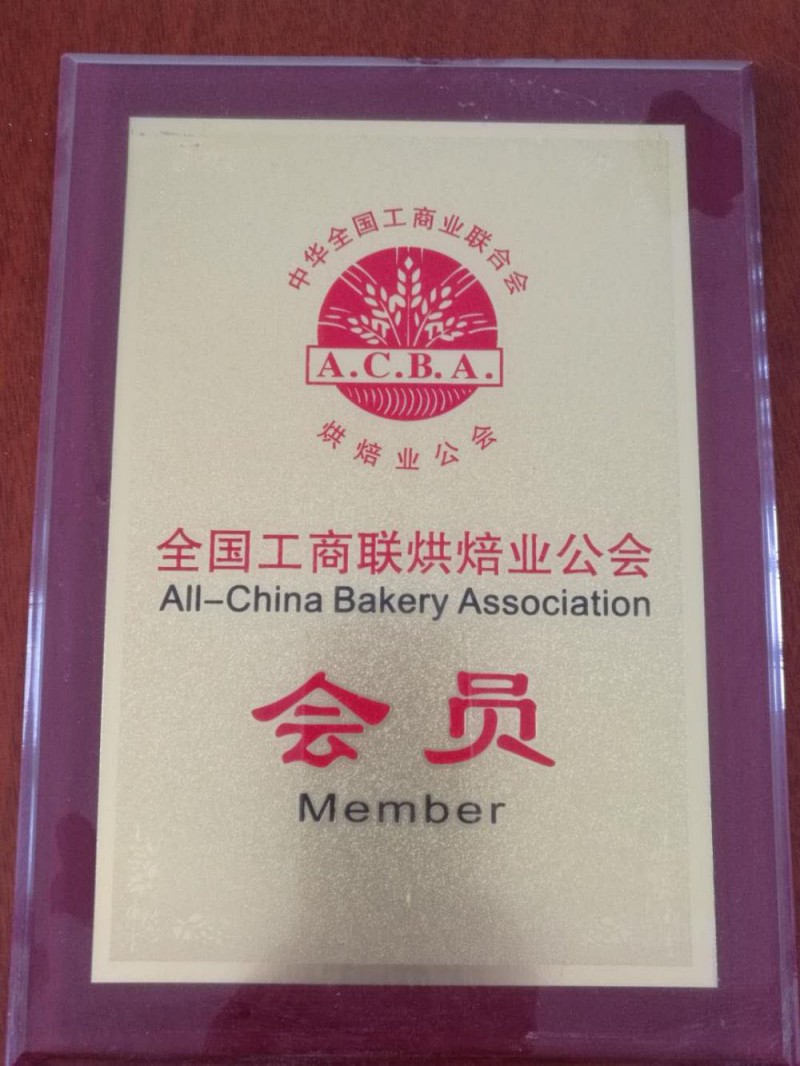 中华全国工商业联合会
A.C.B.A.
烘焙业公会
全国工商联烘焙业公会
All-China Bakery Association
会员
Member